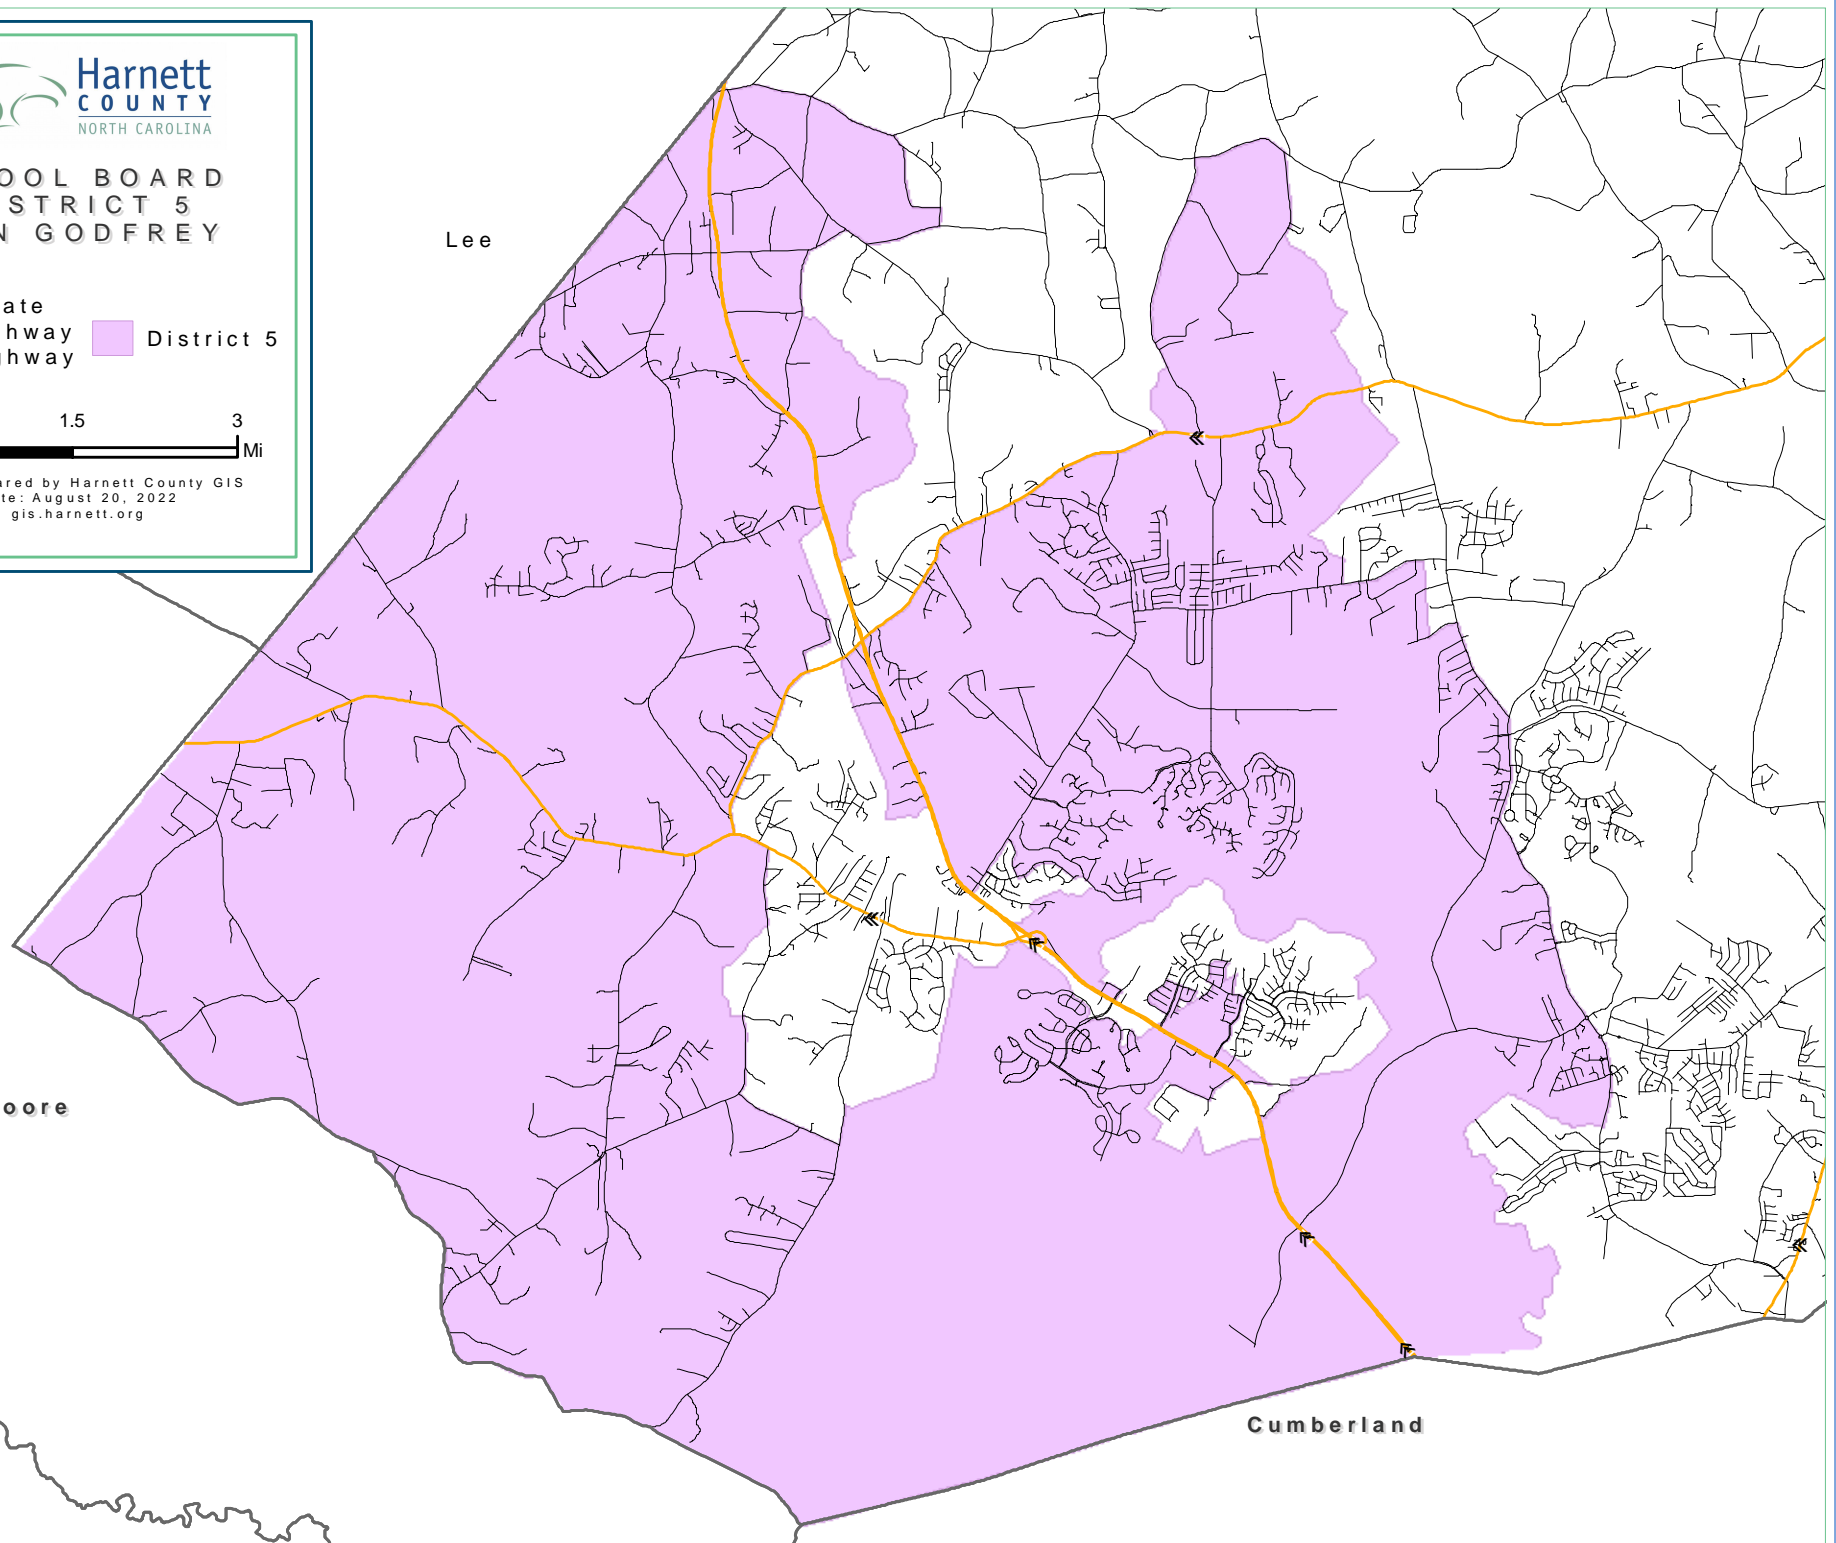 Harnett
COUNTY
NORTH CAROLINA
OOL BOARD
STRICT 5
N GODFREY
ate
hway
ghway
District 5
1.5 3
Mi
ared by Harnett County GIS
te: August 20, 2022
gis.harnett.org
Lee
oore
Cumberland